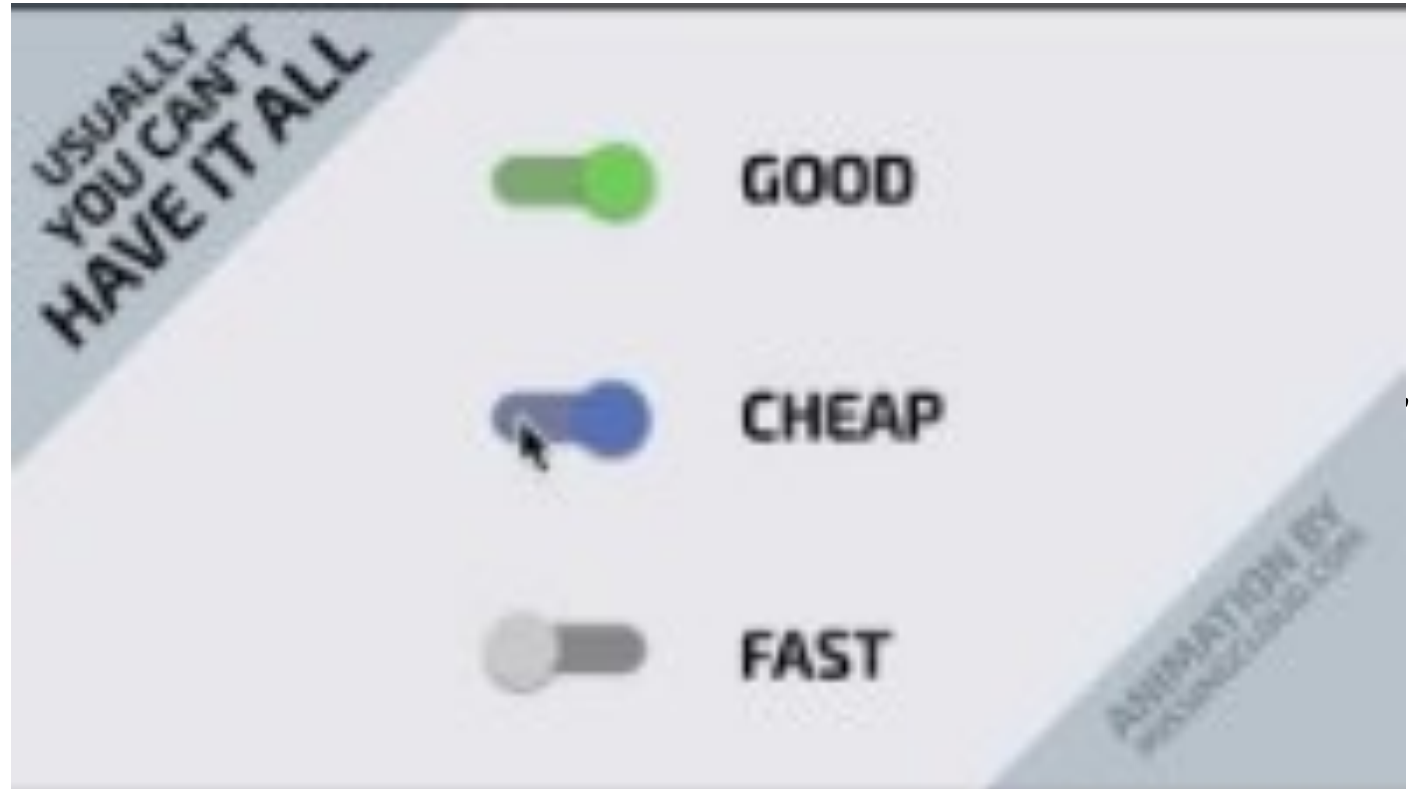 USUALLY
YOU CAN'T
HAVE IT ALL
GOOD
CHEAP
FAST
ANIMATION BY